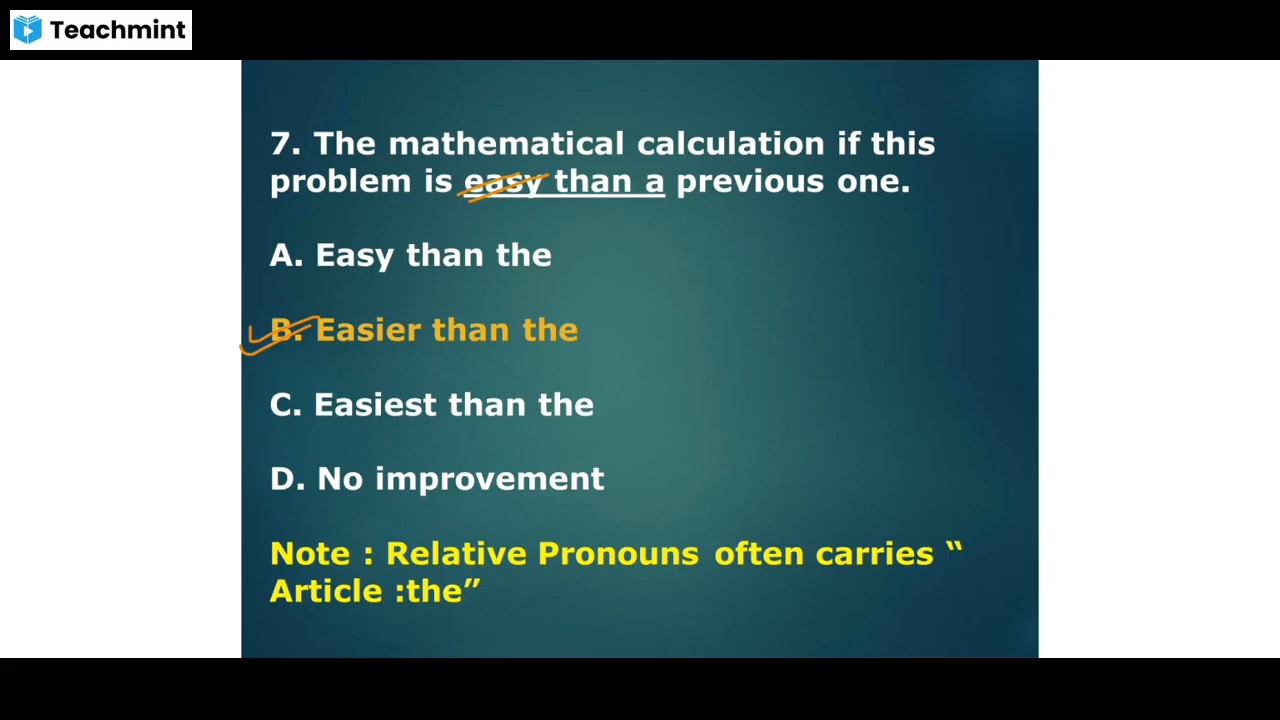 Teachmint
7. The mathematical calculation if this
problem is easy than a previous one.
A. Easy than the
B. Easier than the
C. Easiest than the
D. No improvement
Note : Relative Pronouns often carries “
Article :the”